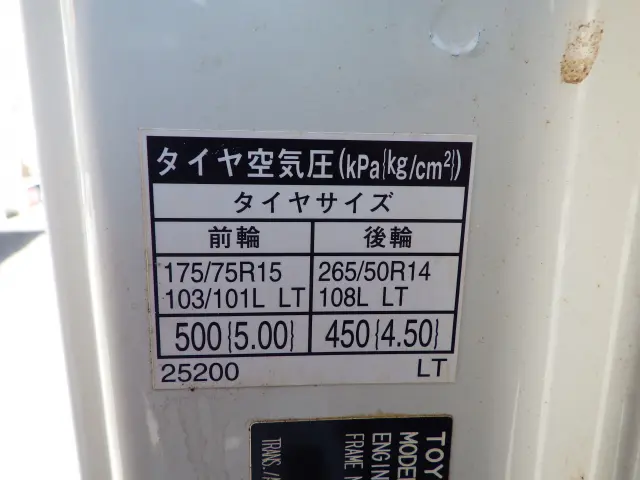 タイヤ空気圧(kPa{kg/cm²})
タイヤサイズ
前輪 後輪
175/75R15 265/50R14
103/101L LT 108L LT
500{5.00} 450{4.50}
25200 LT
TOY
MODE
ENGIN
FRAME N
TRANS./